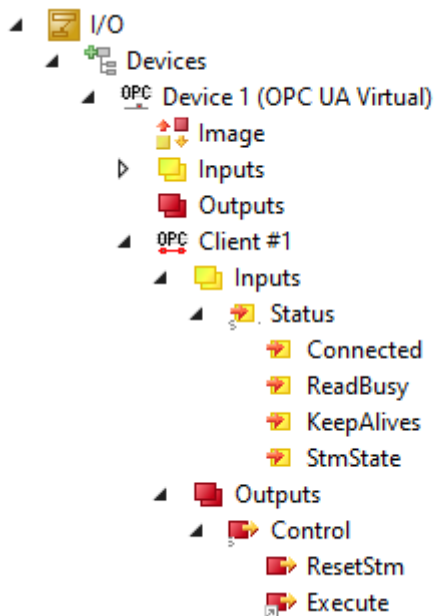 I/O
Devices
OPC Device 1 (OPC UA Virtual)
Image
Inputs
Outputs
OPC Client #1
Inputs
s Status
Connected
ReadBusy
KeepAlives
StmState
Outputs
s Control
ResetStm
Execute